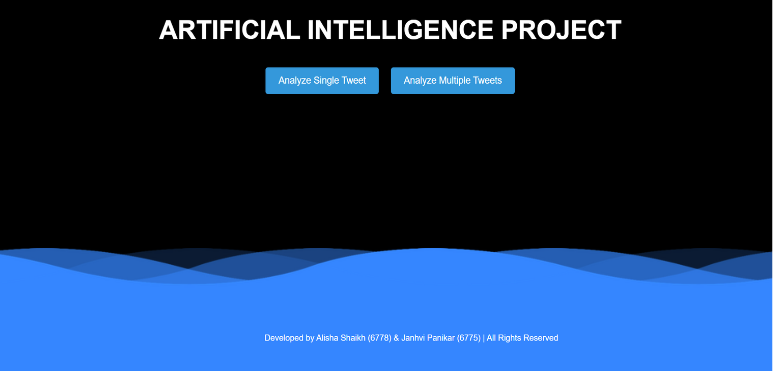 ARTIFICIAL INTELLIGENCE PROJECT
Analyze Single Tweet
Analyze Multiple Tweets
Developed by Alisha Shaikh (6778) & Janhvi Panikar (6775) | All Rights Reserved